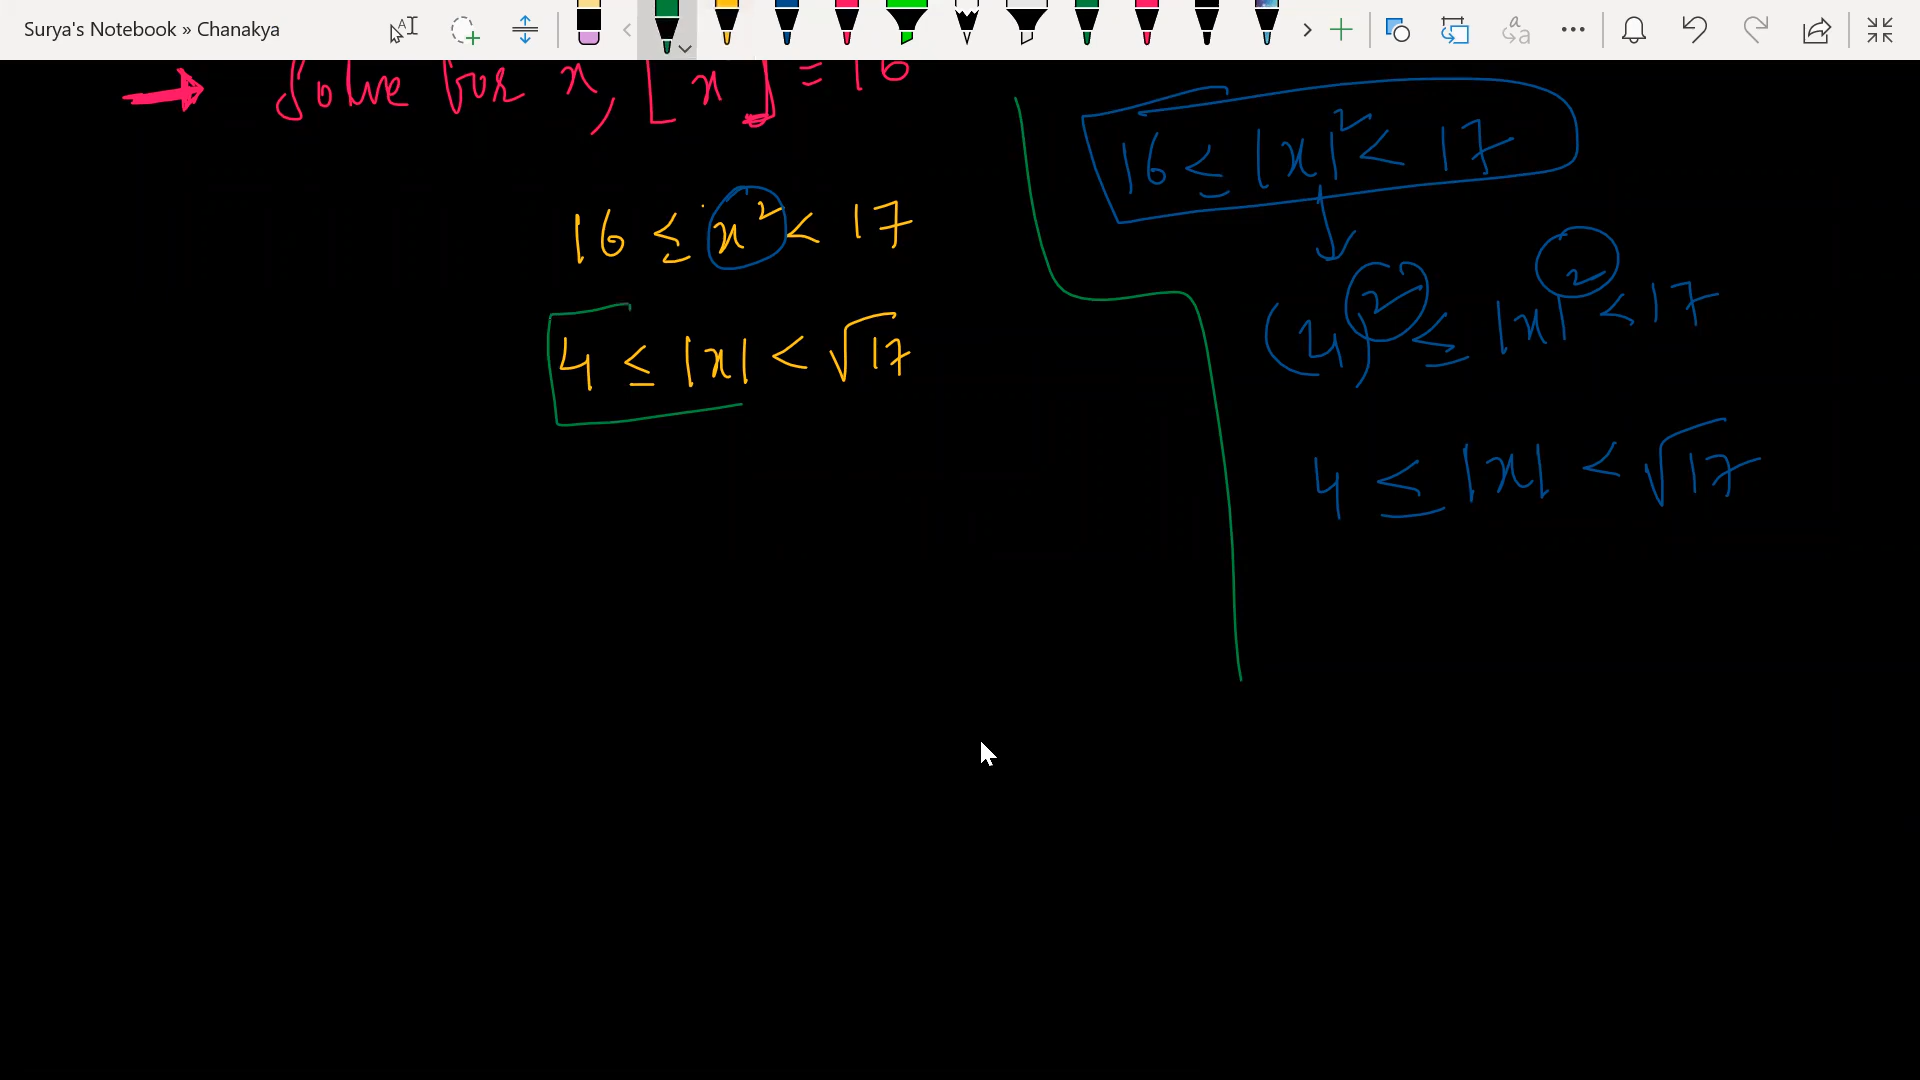 Surya's Notebook » Chanakya
Solve for x, [x] = 16
16 ≤ x² < 17
4 ≤ |x| < √17
16 ≤ |x|² < 17
(4)² ≤ |x|² < 17
4 ≤ |x| < √17